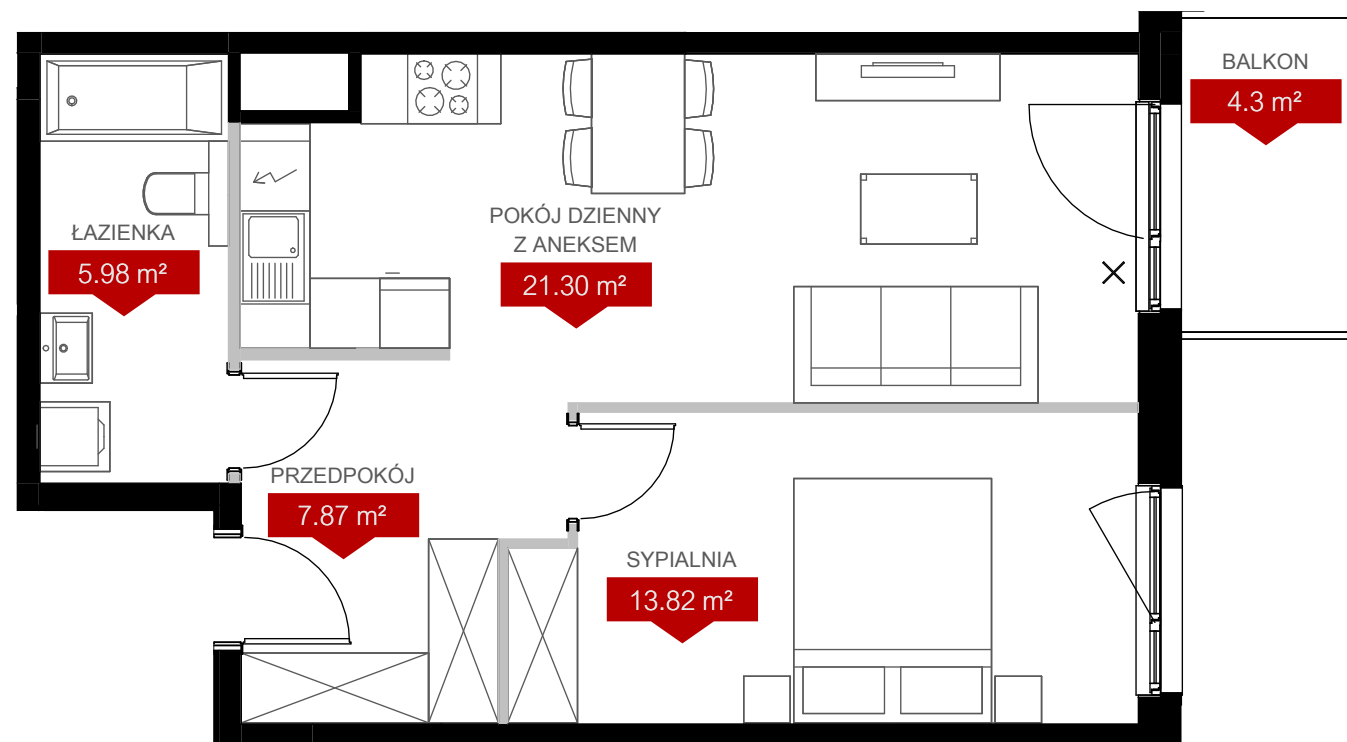 BALKON
4.3 m²
ŁAZIENKA
5.98 m²
POKÓJ DZIENNY
Z ANEKSEM
21.30 m²
PRZEDPOKÓJ
7.87 m²
SYPIALNIA
13.82 m²